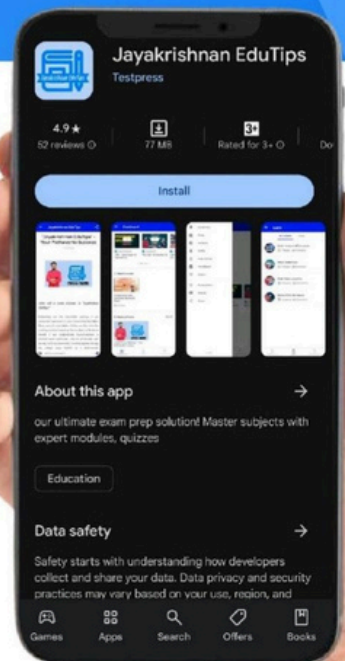 Jayakrishnan EduTips
Testpress
4.9★
52 reviews
77 MB
3+
Rated for 3+
Do
Install
About this app
our ultimate exam prep solution! Master subjects with
expert modules, quizzes
Education
Data safety
Safety starts with understanding how developers
collect and share your data. Data privacy and security
practices may vary based on your use, region, and
Games
Apps
Search
Offers
Books